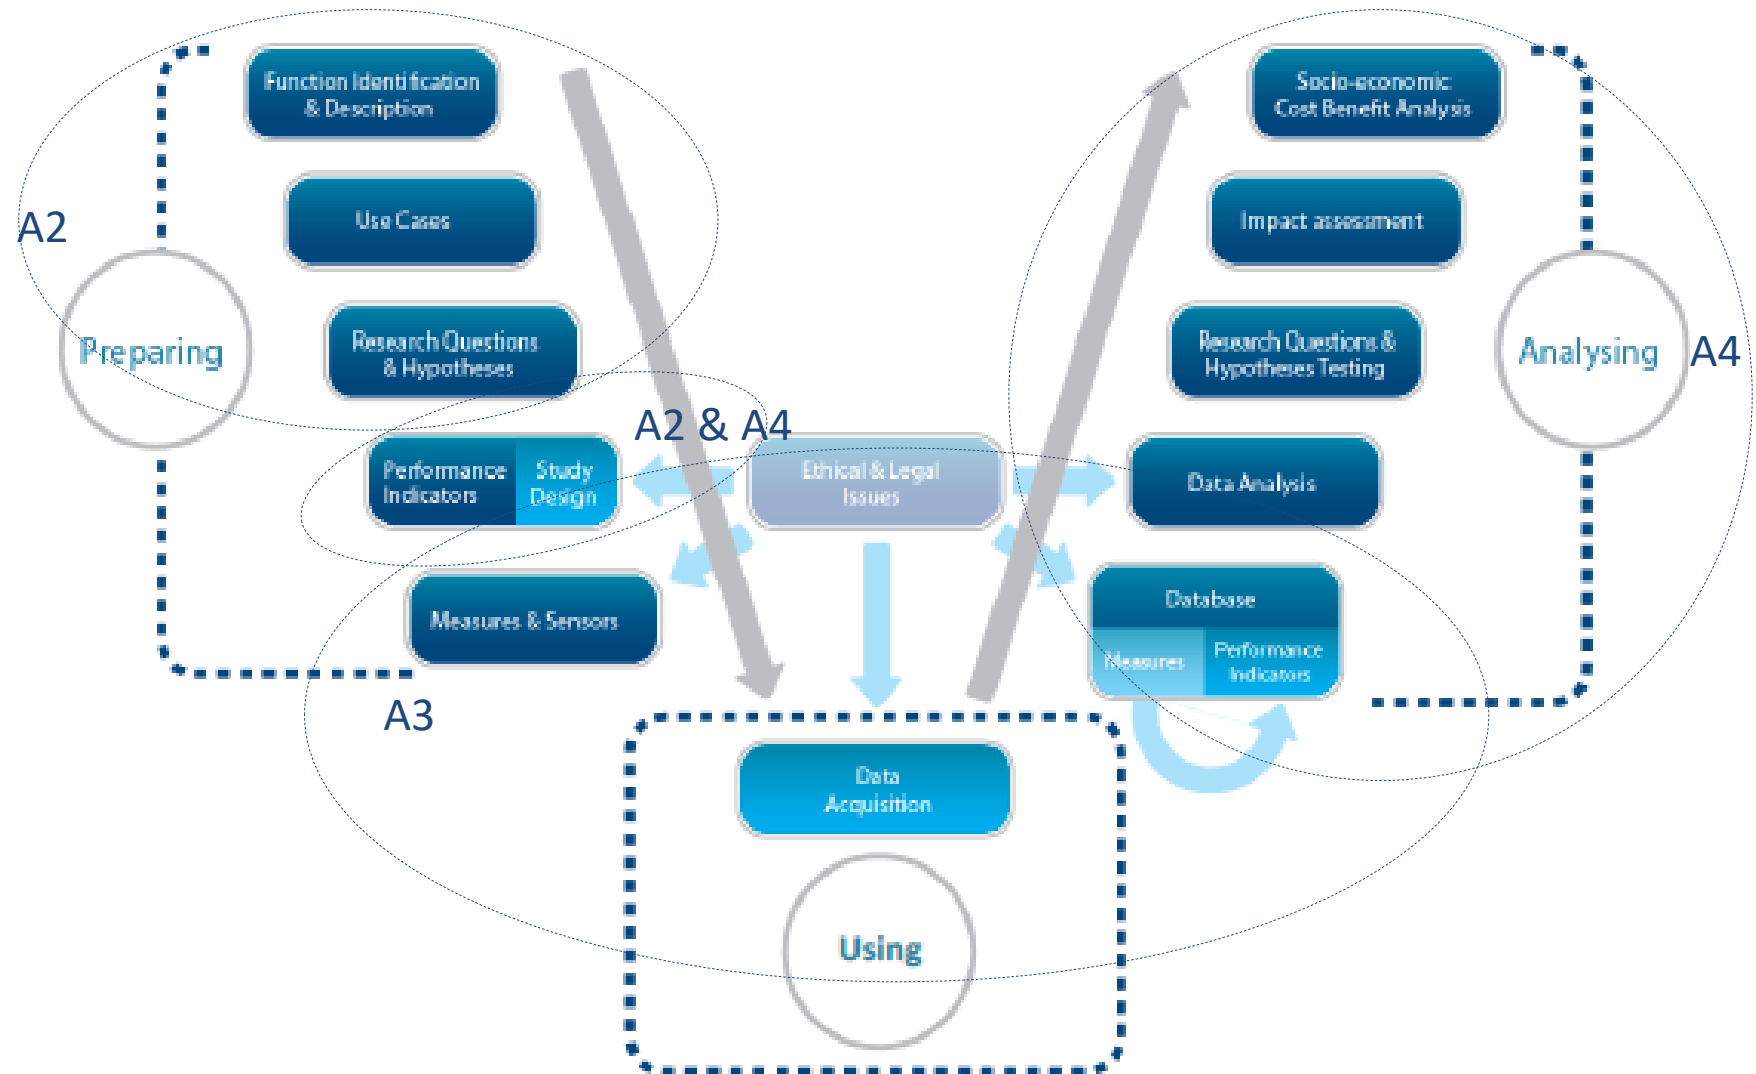 Function Identification
& Description
Use Cases
A2
Preparing
Research Questions
& Hypotheses
A2 & A4
Performance
Indicators
Study
Design
Measures & Sensors
A3
Ethical & Legal
Issues
Data
Acquisition
Using
Socio-economic
Cost Benefit Analysis
Impact assessment
Research Questions &
Hypotheses Testing
Analysing
A4
Data Analysis
Database
Measures
Performance
Indicators